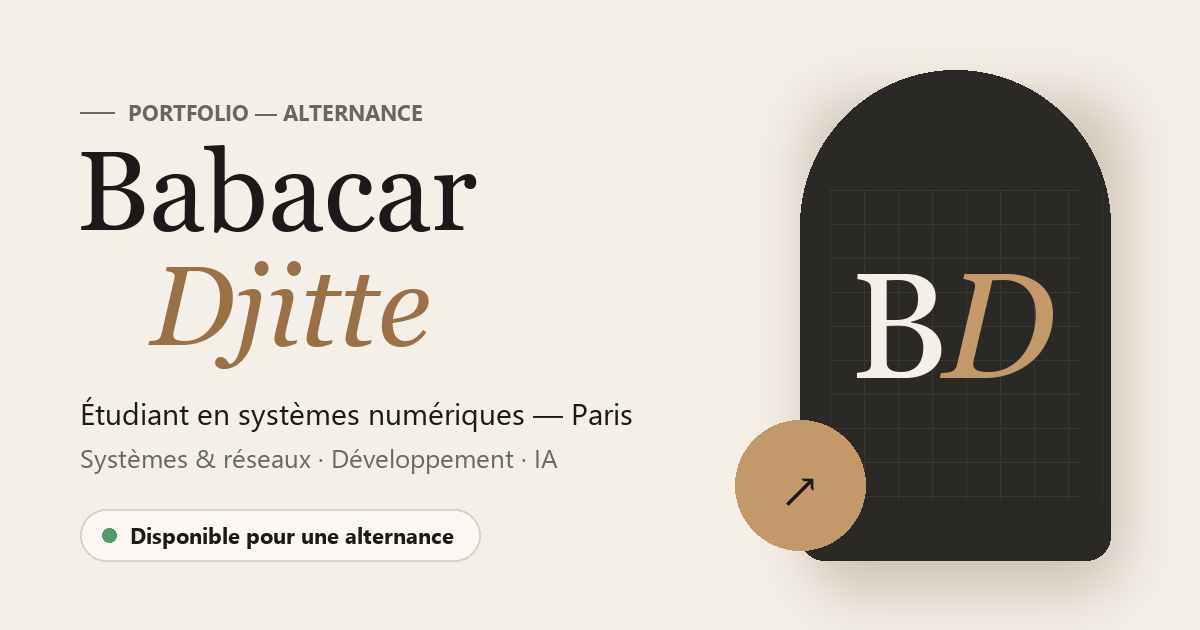 PORTFOLIO — ALTERNANCE
Babacar
Djitte
Étudiant en systèmes numériques — Paris
Systèmes & réseaux · Développement · IA
Disponible pour une alternance
BD
↗